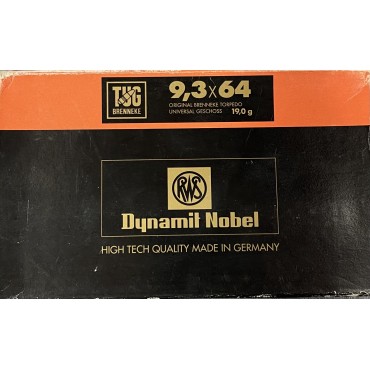 TUG
BRENNEKE
9,3x64
ORIGINAL BRENNEKE TORPEDO
UNIVERSAL GESCHOSS 19,0 g
RWS
Dynamit Nobel
HIGH TECH QUALITY MADE IN GERMANY